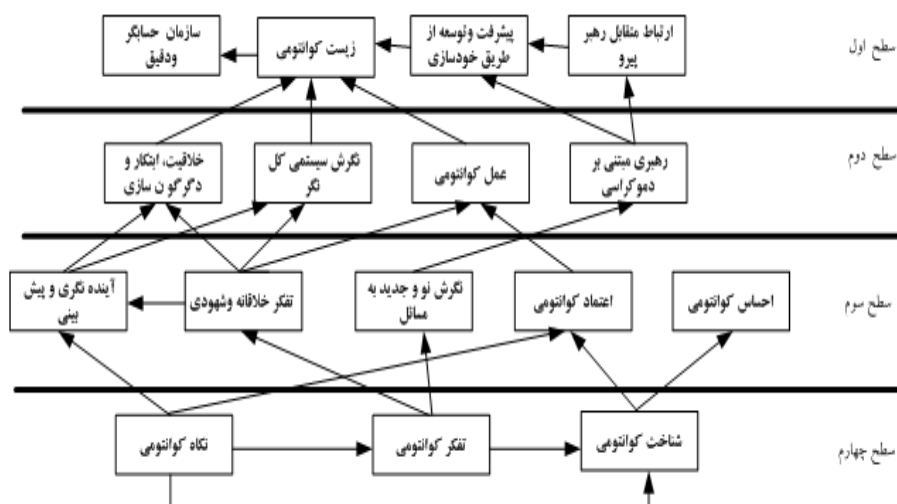 ارتباط متقابل رهبر
پیرو
پیشرفت وتوسعه از
طریق خودسازی
زیست کوانتومی
سازمان حسابگر
ودقیق
سطح اول
رهبری مبتنی بر
دموکراسی
عمل کوانتومی
نگرش سیستمی کل
نگر
خلاقیت، ابتکار و
دگرگون سازی
سطح دوم
احساس کوانتومی
اعتماد کوانتومی
نگرش نو و جدید به
مسائل
تفکر خلاقانه وشهودی
آینده نگری و پیش
بینی
سطح سوم
شناخت کوانتومی
تفکر کوانتومی
نگاه کوانتومی
سطح چهارم